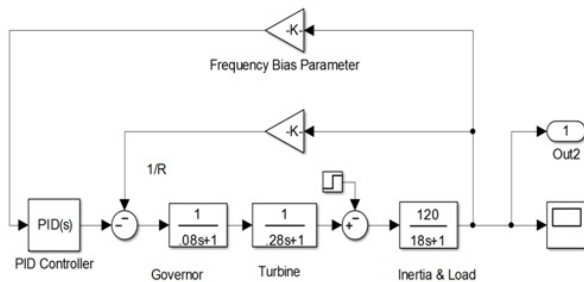 -K-
Frequency Bias Parameter
-K-
1
Out2
1/R
PID(s)
PID Controller
1
.08s+1
Governor
1
.28s+1
Turbine
120
18s+1
Inertia & Load